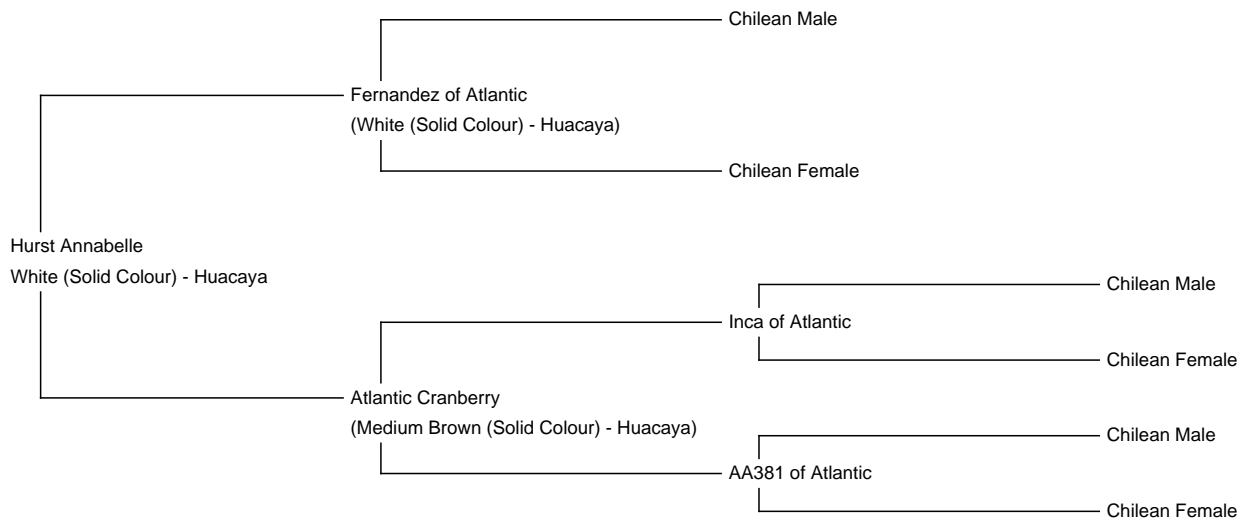 Chilean Male
Fernandez of Atlantic
(White (Solid Colour) - Huacaya)
Chilean Female
Hurst Annabelle
White (Solid Colour) - Huacaya
Chilean Male
Inca of Atlantic
Chilean Female
Atlantic Cranberry
(Medium Brown (Solid Colour) - Huacaya)
Chilean Male
AA381 of Atlantic
Chilean Female